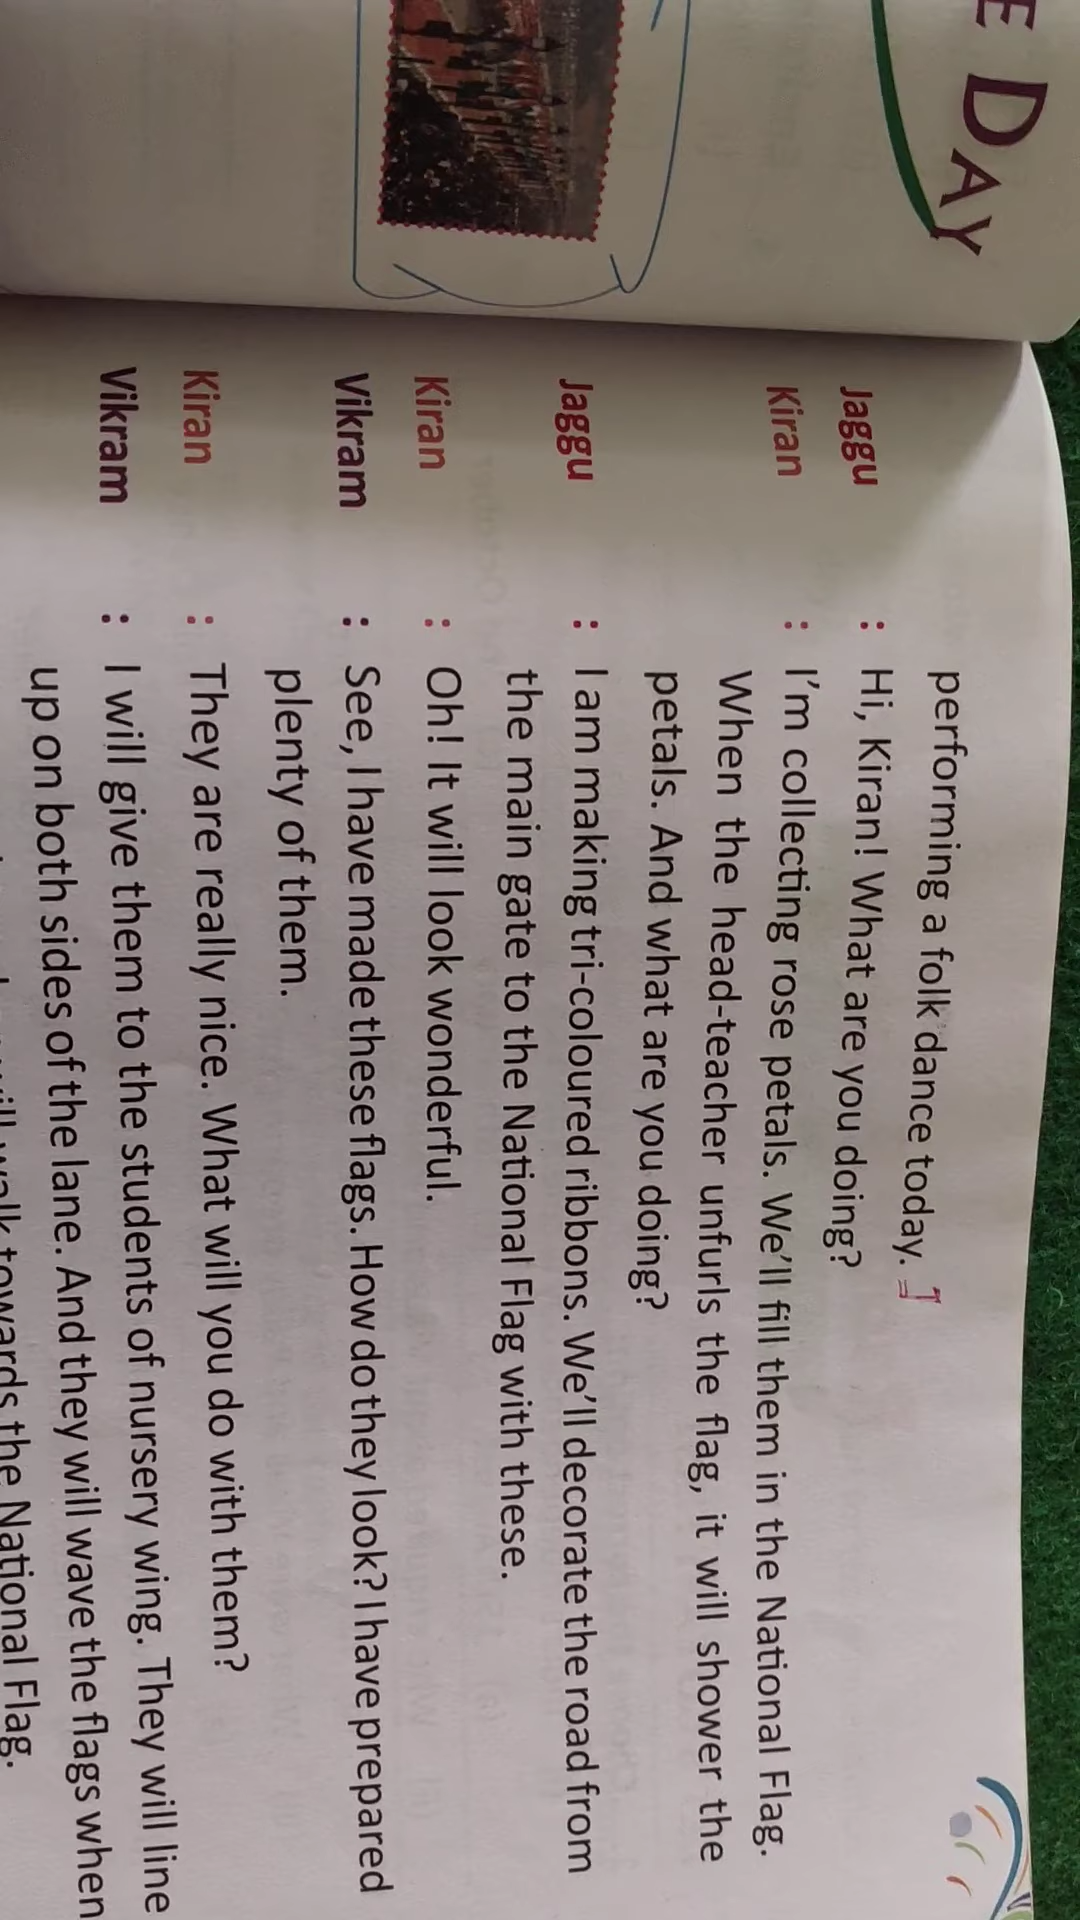 E DAY
performing a folk dance today.
Jaggu : Hi, Kiran! What are you doing?
Kiran : I'm collecting rose petals. We'll fill them in the National Flag.
When the head-teacher unfurls the flag, it will shower the
petals. And what are you doing?
Jaggu : I am making tri-coloured ribbons. We'll decorate the road from
the main gate to the National Flag with these.
Kiran : Oh! It will look wonderful.
Vikram : See, I have made these flags. How do they look? I have prepared
plenty of them.
Kiran : They are really nice. What will you do with them?
Vikram : I will give them to the students of nursery wing. They will line
up on both sides of the lane. And they will wave the flags when
will walk towards the National Flag.